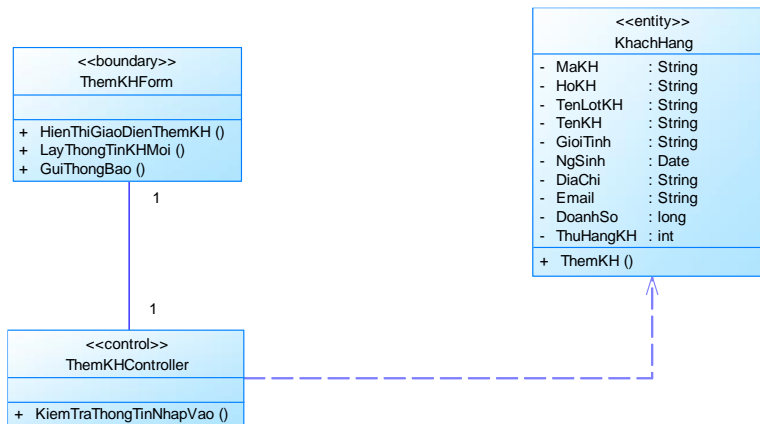 <<boundary>>
ThemKHForm
+ HienThiGiaoDienThemKH ()
+ LayThongTinKHMoi ()
+ GuiThongBao ()
1
1
<<control>>
ThemKHController
+ KiemTraThongTinNhapVao ()
<<entity>>
KhachHang
- MaKH : String
- HoKH : String
- TenLotKH : String
- TenKH : String
- GioiTinh : String
- NgSinh : Date
- DiaChi : String
- Email : String
- DoanhSo : long
- ThuHangKH : int
+ ThemKH ()